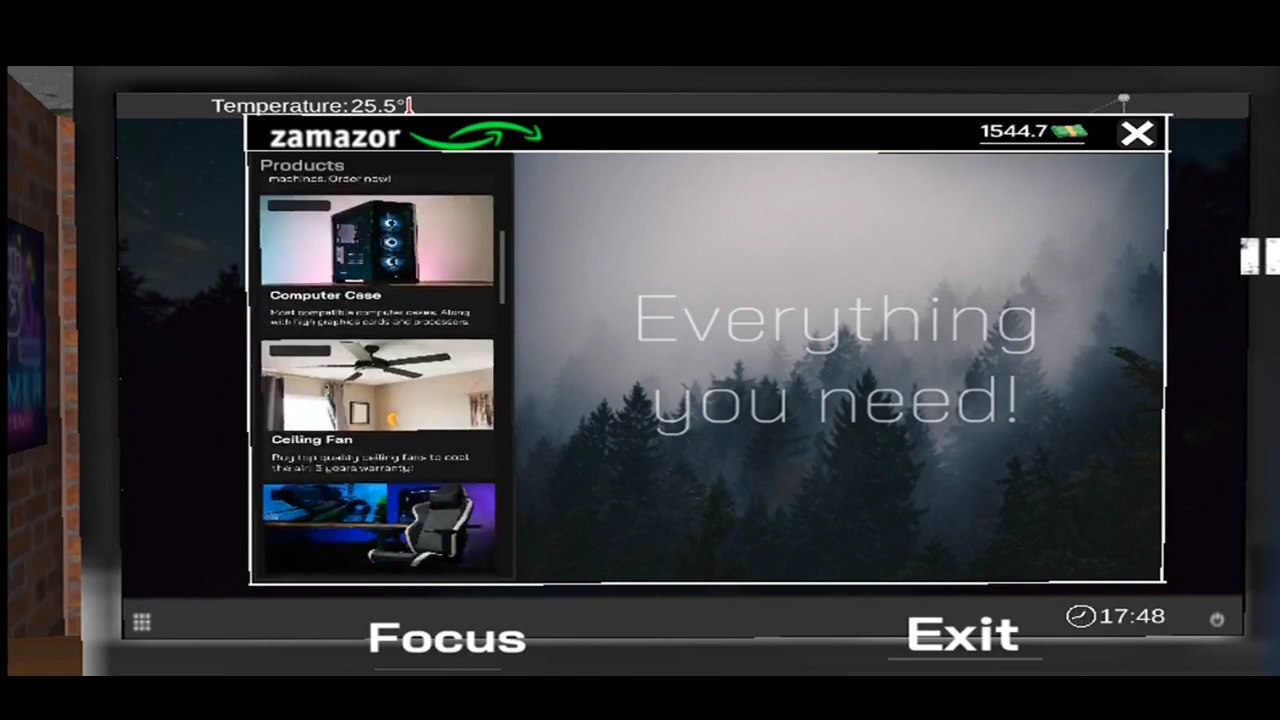 Temperature: 25.5°
zamazor
1544.7
Products
machines. Order now!
Computer Case
Most compatible computer cases. Along
with high graphics cards and processors.
Ceiling Fan
Buy top quality ceiling fans to cool
the air! 5 years warranty!
Everything
you need!
17:48
Focus
Exit